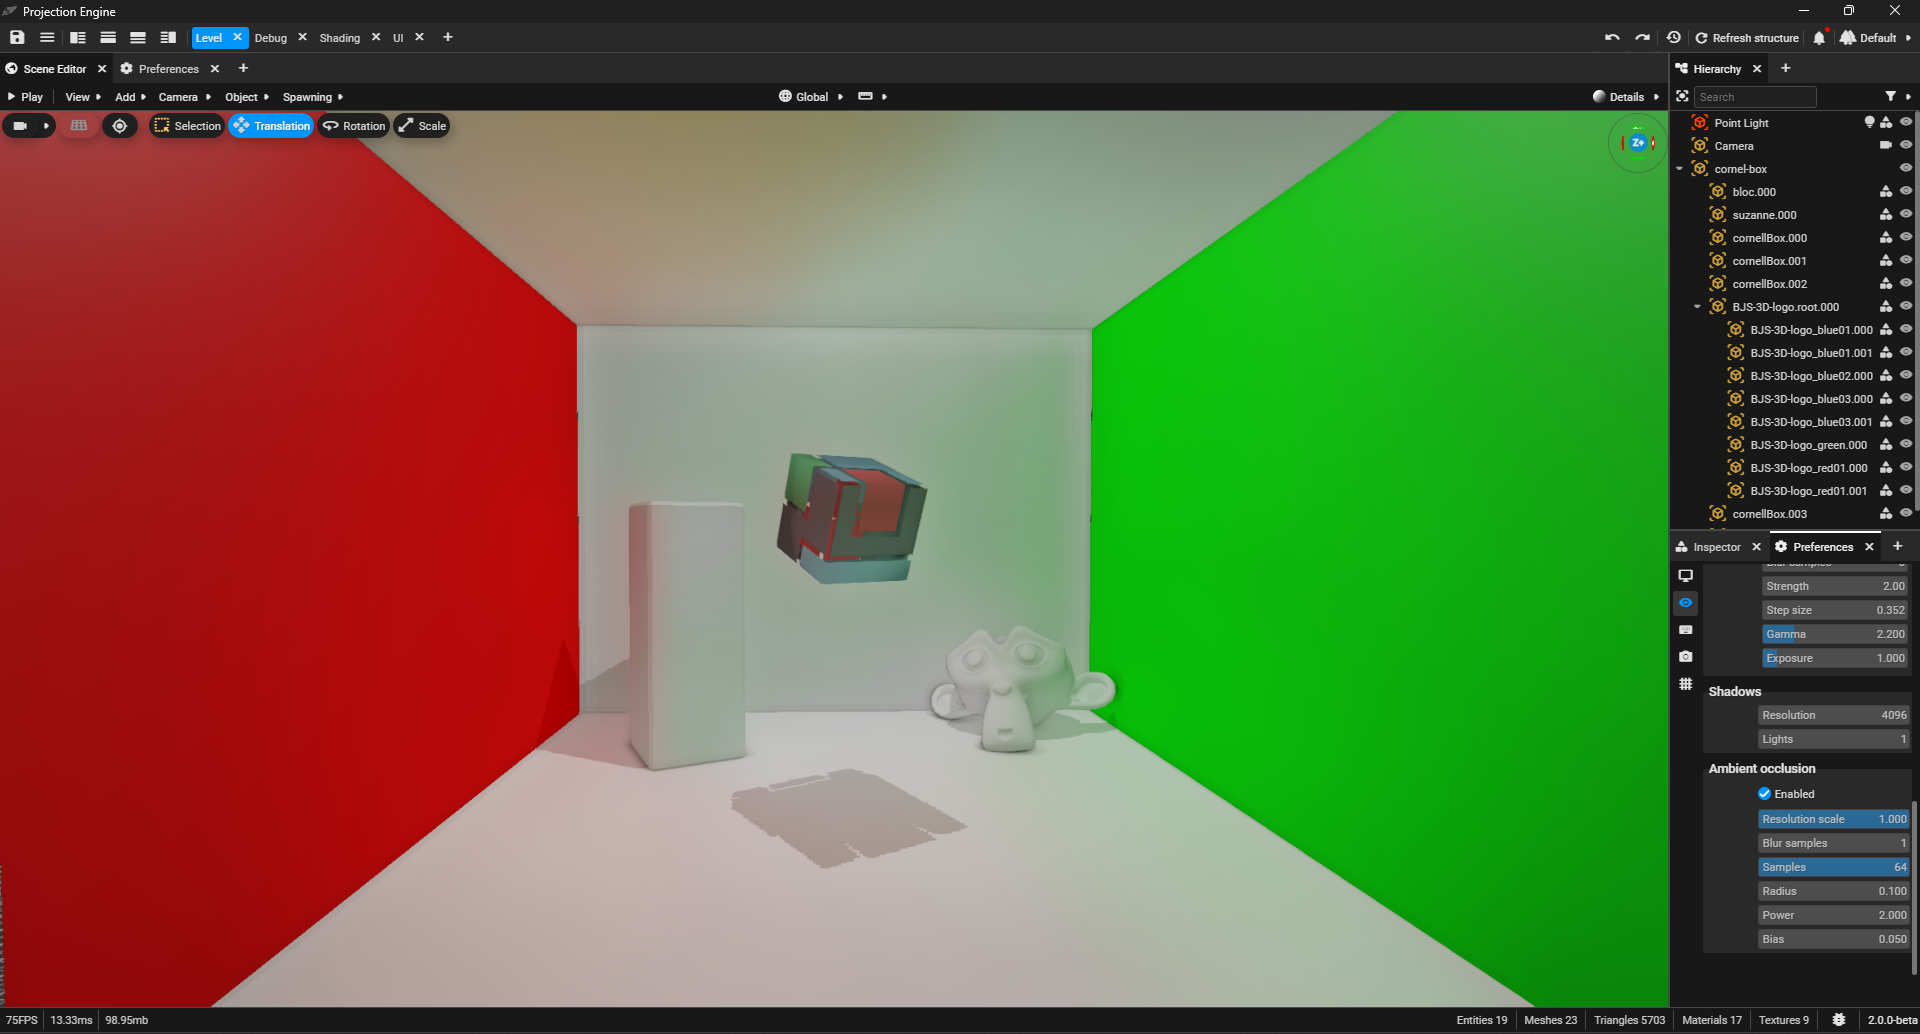 Projection Engine
Level Debug Shading UI Refresh structure Default
Scene Editor Preferences
Hierarchy
Play View Add Camera Object Spawning Global Details
Search
Selection Translation Rotation Scale
Z+
Point Light
Camera
cornel-box
bloc.000
suzanne.000
cornellBox.000
cornellBox.001
cornellBox.002
BJS-3D-logo.root.000
BJS-3D-logo_blue01.000
BJS-3D-logo_blue01.001
BJS-3D-logo_blue02.000
BJS-3D-logo_blue03.000
BJS-3D-logo_blue03.001
BJS-3D-logo_green.000
BJS-3D-logo_red01.000
BJS-3D-logo_red01.001
cornellBox.003
Inspector Preferences
Strength 2.00
Step size 0.352
Gamma 2.200
Exposure 1.000
Shadows
Resolution 4096
Lights 1
Ambient occlusion
Enabled
Resolution scale 1.000
Blur samples 1
Samples 64
Radius 0.100
Power 2.000
Bias 0.050
75FPS 13.33ms 98.95mb Entities 19 Meshes 23 Triangles 5703 Materials 17 Textures 9 2.0.0-beta